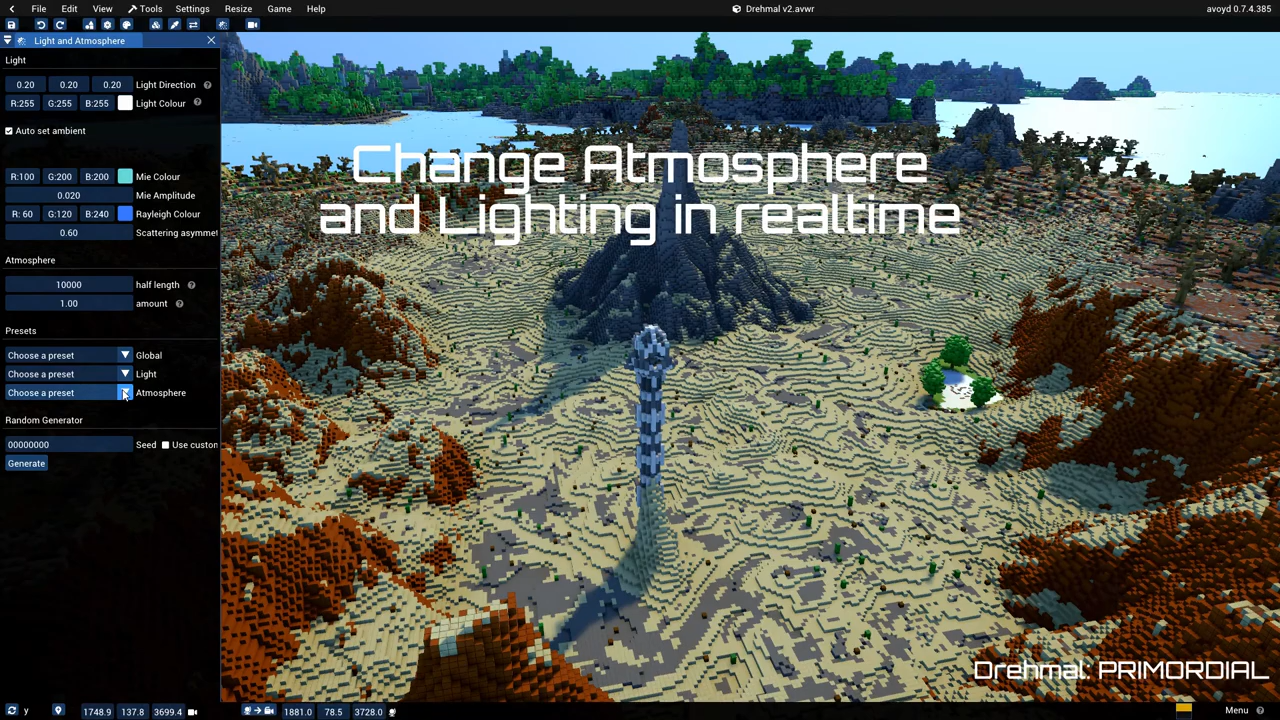 File Edit View Tools Settings Resize Game Help
Drehmal v2.avwr
avoyd 0.7.4.385
Light and Atmosphere
Light
0.20 0.20 0.20 Light Direction ?
R:255 G:255 B:255 Light Colour ?
Auto set ambient
R:100 G:200 B:200 Mie Colour
0.020 Mie Amplitude
R: 60 G:120 B:240 Rayleigh Colour
0.60 Scattering asymmet
Atmosphere
10000 half length ?
1.00 amount ?
Presets
Choose a preset Global
Choose a preset Light
Choose a preset Atmosphere
Random Generator
00000000 Seed Use custon
Generate
Change Atmosphere
and Lighting in realtime
Drehmal: PRIMORDIAL
y 1748.9 137.8 3699.4 1881.0 78.5 3728.0 Menu ?